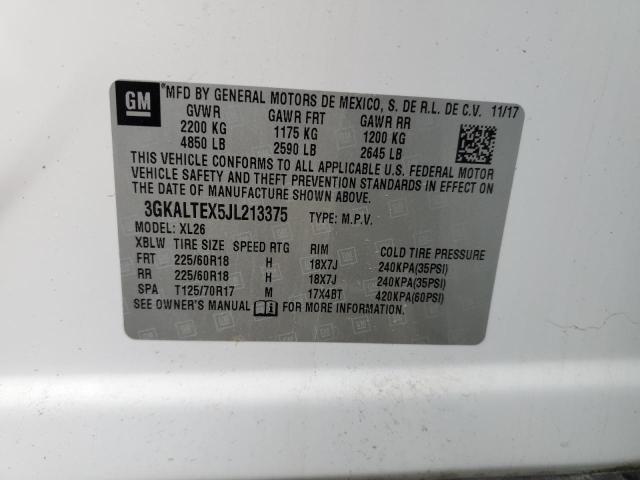 GM ®MFD BY GENERAL MOTORS DE MEXICO, S. DE R.L. DE C.V. 11/17
GVWR GAWR FRT GAWR RR
2200 KG 1175 KG 1200 KG
4850 LB 2590 LB 2645 LB
THIS VEHICLE CONFORMS TO ALL APPLICABLE U.S. FEDERAL MOTOR
VEHICLE SAFETY AND THEFT PREVENTION STANDARDS IN EFFECT ON
THE DATE OF MANUFACTURE SHOWN ABOVE.
3GKALTEX5JL213375 TYPE: M.P.V.
MODEL: XL26
XBLW TIRE SIZE SPEED RTG RIM COLD TIRE PRESSURE
FRT 225/60R18 H 18X7J 240KPA(35PSI)
RR 225/60R18 H 18X7J 240KPA(35PSI)
SPA T125/70R17 M 17X4BT 420KPA(60PSI)
SEE OWNER'S MANUAL FOR MORE INFORMATION.